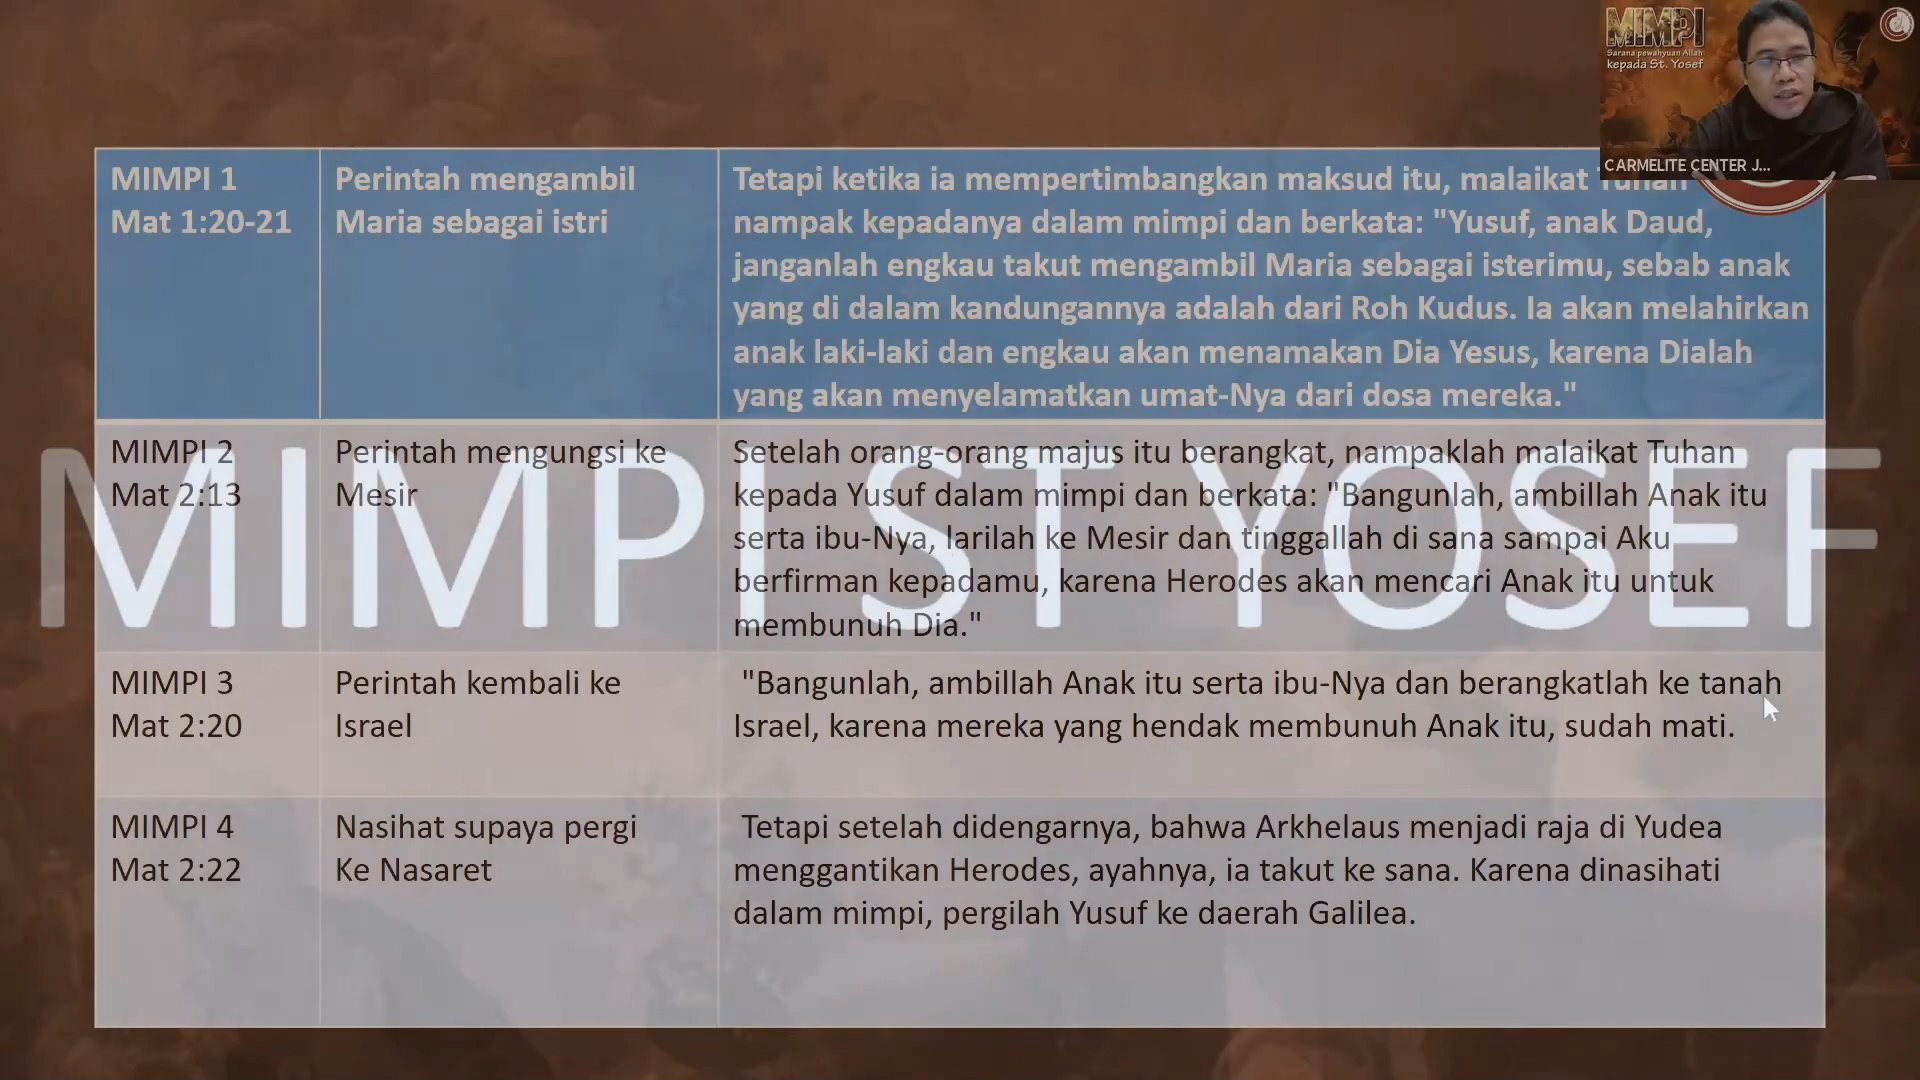 MIMPI
Sarana pewahyuan Allah
kepada St. Yosef
CARMELITE CENTER J...
MIMPI 1
Mat 1:20-21
Perintah mengambil
Maria sebagai istri
Tetapi ketika ia mempertimbangkan maksud itu, malaikat Tuhan
nampak kepadanya dalam mimpi dan berkata: "Yusuf, anak Daud,
janganlah engkau takut mengambil Maria sebagai isterimu, sebab anak
yang di dalam kandungannya adalah dari Roh Kudus. Ia akan melahirkan
anak laki-laki dan engkau akan menamakan Dia Yesus, karena Dialah
yang akan menyelamatkan umat-Nya dari dosa mereka."
MIMPI ST YOSEF
MIMPI 2
Mat 2:13
Perintah mengungsi ke
Mesir
Setelah orang-orang majus itu berangkat, nampaklah malaikat Tuhan
kepada Yusuf dalam mimpi dan berkata: "Bangunlah, ambillah Anak itu
serta ibu-Nya, larilah ke Mesir dan tinggallah di sana sampai Aku
berfirman kepadamu, karena Herodes akan mencari Anak itu untuk
membunuh Dia."
MIMPI 3
Mat 2:20
Perintah kembali ke
Israel
"Bangunlah, ambillah Anak itu serta ibu-Nya dan berangkatlah ke tanah
Israel, karena mereka yang hendak membunuh Anak itu, sudah mati.
MIMPI 4
Mat 2:22
Nasihat supaya pergi
Ke Nasaret
Tetapi setelah didengarnya, bahwa Arkhelaus menjadi raja di Yudea
menggantikan Herodes, ayahnya, ia takut ke sana. Karena dinasihati
dalam mimpi, pergilah Yusuf ke daerah Galilea.